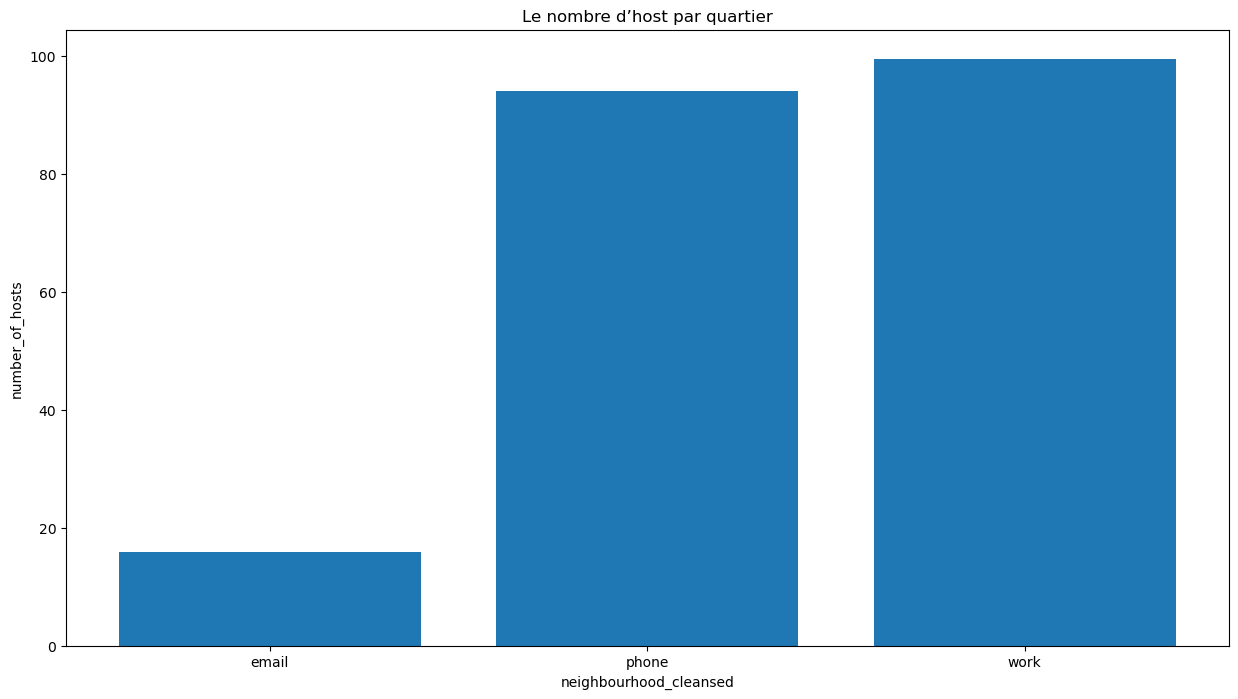 Le nombre d’host par quartier
number_of_hosts
100
80
60
40
20
0
email phone work
neighbourhood_cleansed